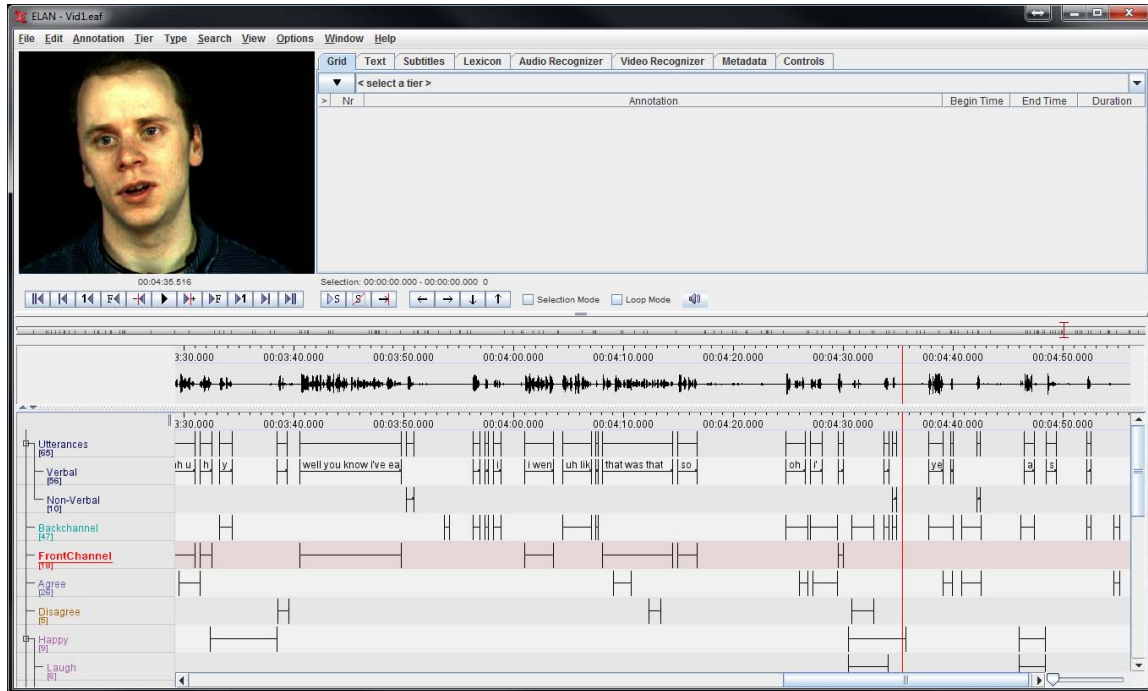 ELAN - Vid1.eaf
File Edit Annotation Tier Type Search View Options Window Help
Grid Text Subtitles Lexicon Audio Recognizer Video Recognizer Metadata Controls
< select a tier >
> Nr Annotation Begin Time End Time Duration
00:04:35.516
Selection: 00:00:00.000 - 00:00:00.000 0
1 F F 1 S S Selection Mode Loop Mode
3:30.000 00:03:40.000 00:03:50.000 00:04:00.000 00:04:10.000 00:04:20.000 00:04:30.000 00:04:40.000 00:04:50.000
3:30.000 00:03:40.000 00:03:50.000 00:04:00.000 00:04:10.000 00:04:20.000 00:04:30.000 00:04:40.000 00:04:50.000
Utterances
[65]
Verbal h u h y well you know i've ea i i wen uh lik that was that so oh i' ye a s
[56]
Non-Verbal
[10]
Backchannel
[47]
FrontChannel
[18]
Agree
[26]
Disagree
[5]
Happy
[9]
Laugh
[6]